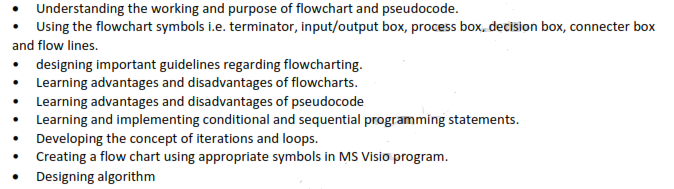 • Understanding the working and purpose of flowchart and pseudocode.
• Using the flowchart symbols i.e. terminator, input/output box, process box, decision box, connecter box
and flow lines.
• designing important guidelines regarding flowcharting.
• Learning advantages and disadvantages of flowcharts.
• Learning advantages and disadvantages of pseudocode
• Learning and implementing conditional and sequential programming statements.
• Developing the concept of iterations and loops.
• Creating a flow chart using appropriate symbols in MS Visio program.
• Designing algorithm